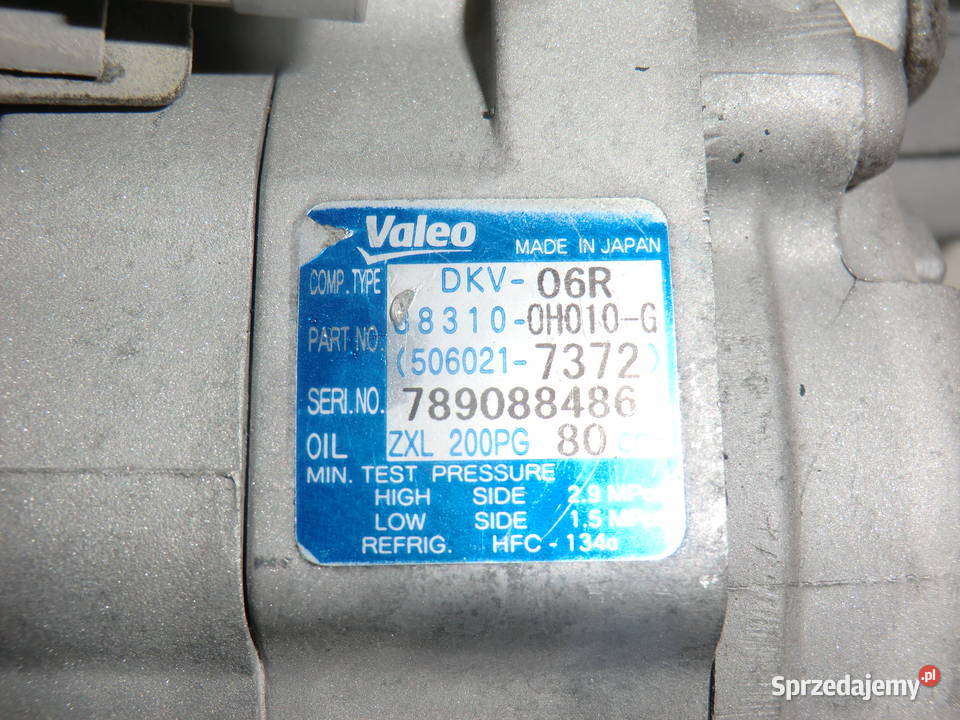 Valeo
MADE IN JAPAN
COMP. TYPE DKV- 06R
PART NO. 88310-0H010-G
(506021-7372)
SERI.NO. 789088486
OIL ZXL 200PG 80 cc
MIN. TEST PRESSURE
HIGH SIDE 2.9 MPa
LOW SIDE 1.5 MPa
REFRIG. HFC - 134a
Sprzedajemy.pl